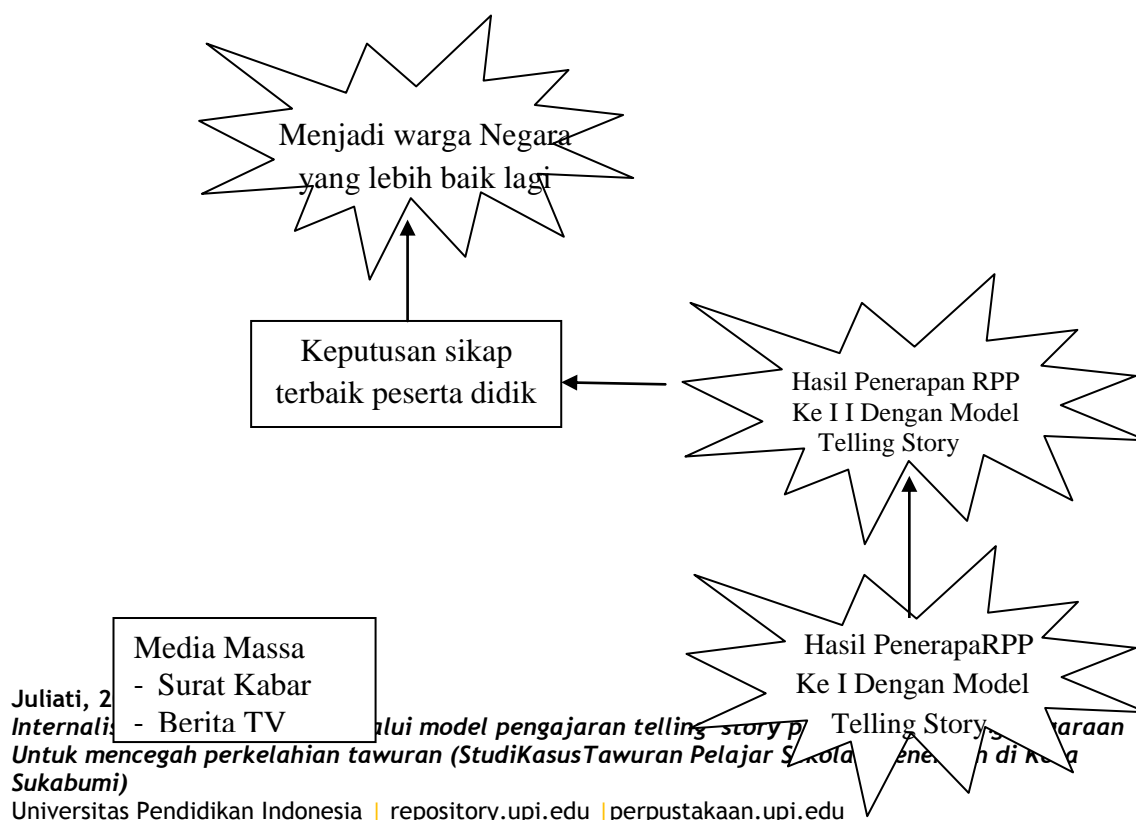 Menjadi warga Negara
yang lebih baik lagi
Keputusan sikap
terbaik peserta didik
Hasil Penerapan RPP
Ke I I Dengan Model
Telling Story
Hasil PenerapaRPP
Ke I Dengan Model
Telling Story
Media Massa
- Surat Kabar
- Berita TV
Juliati, 2
model pengajaran telling story
Untuk mencegah perkelahian tawuran (StudiKasusTawuran Pelajar di
Sukabumi)
Universitas Pendidikan Indonesia | repository.upi.edu |perpustakaan.upi.edu